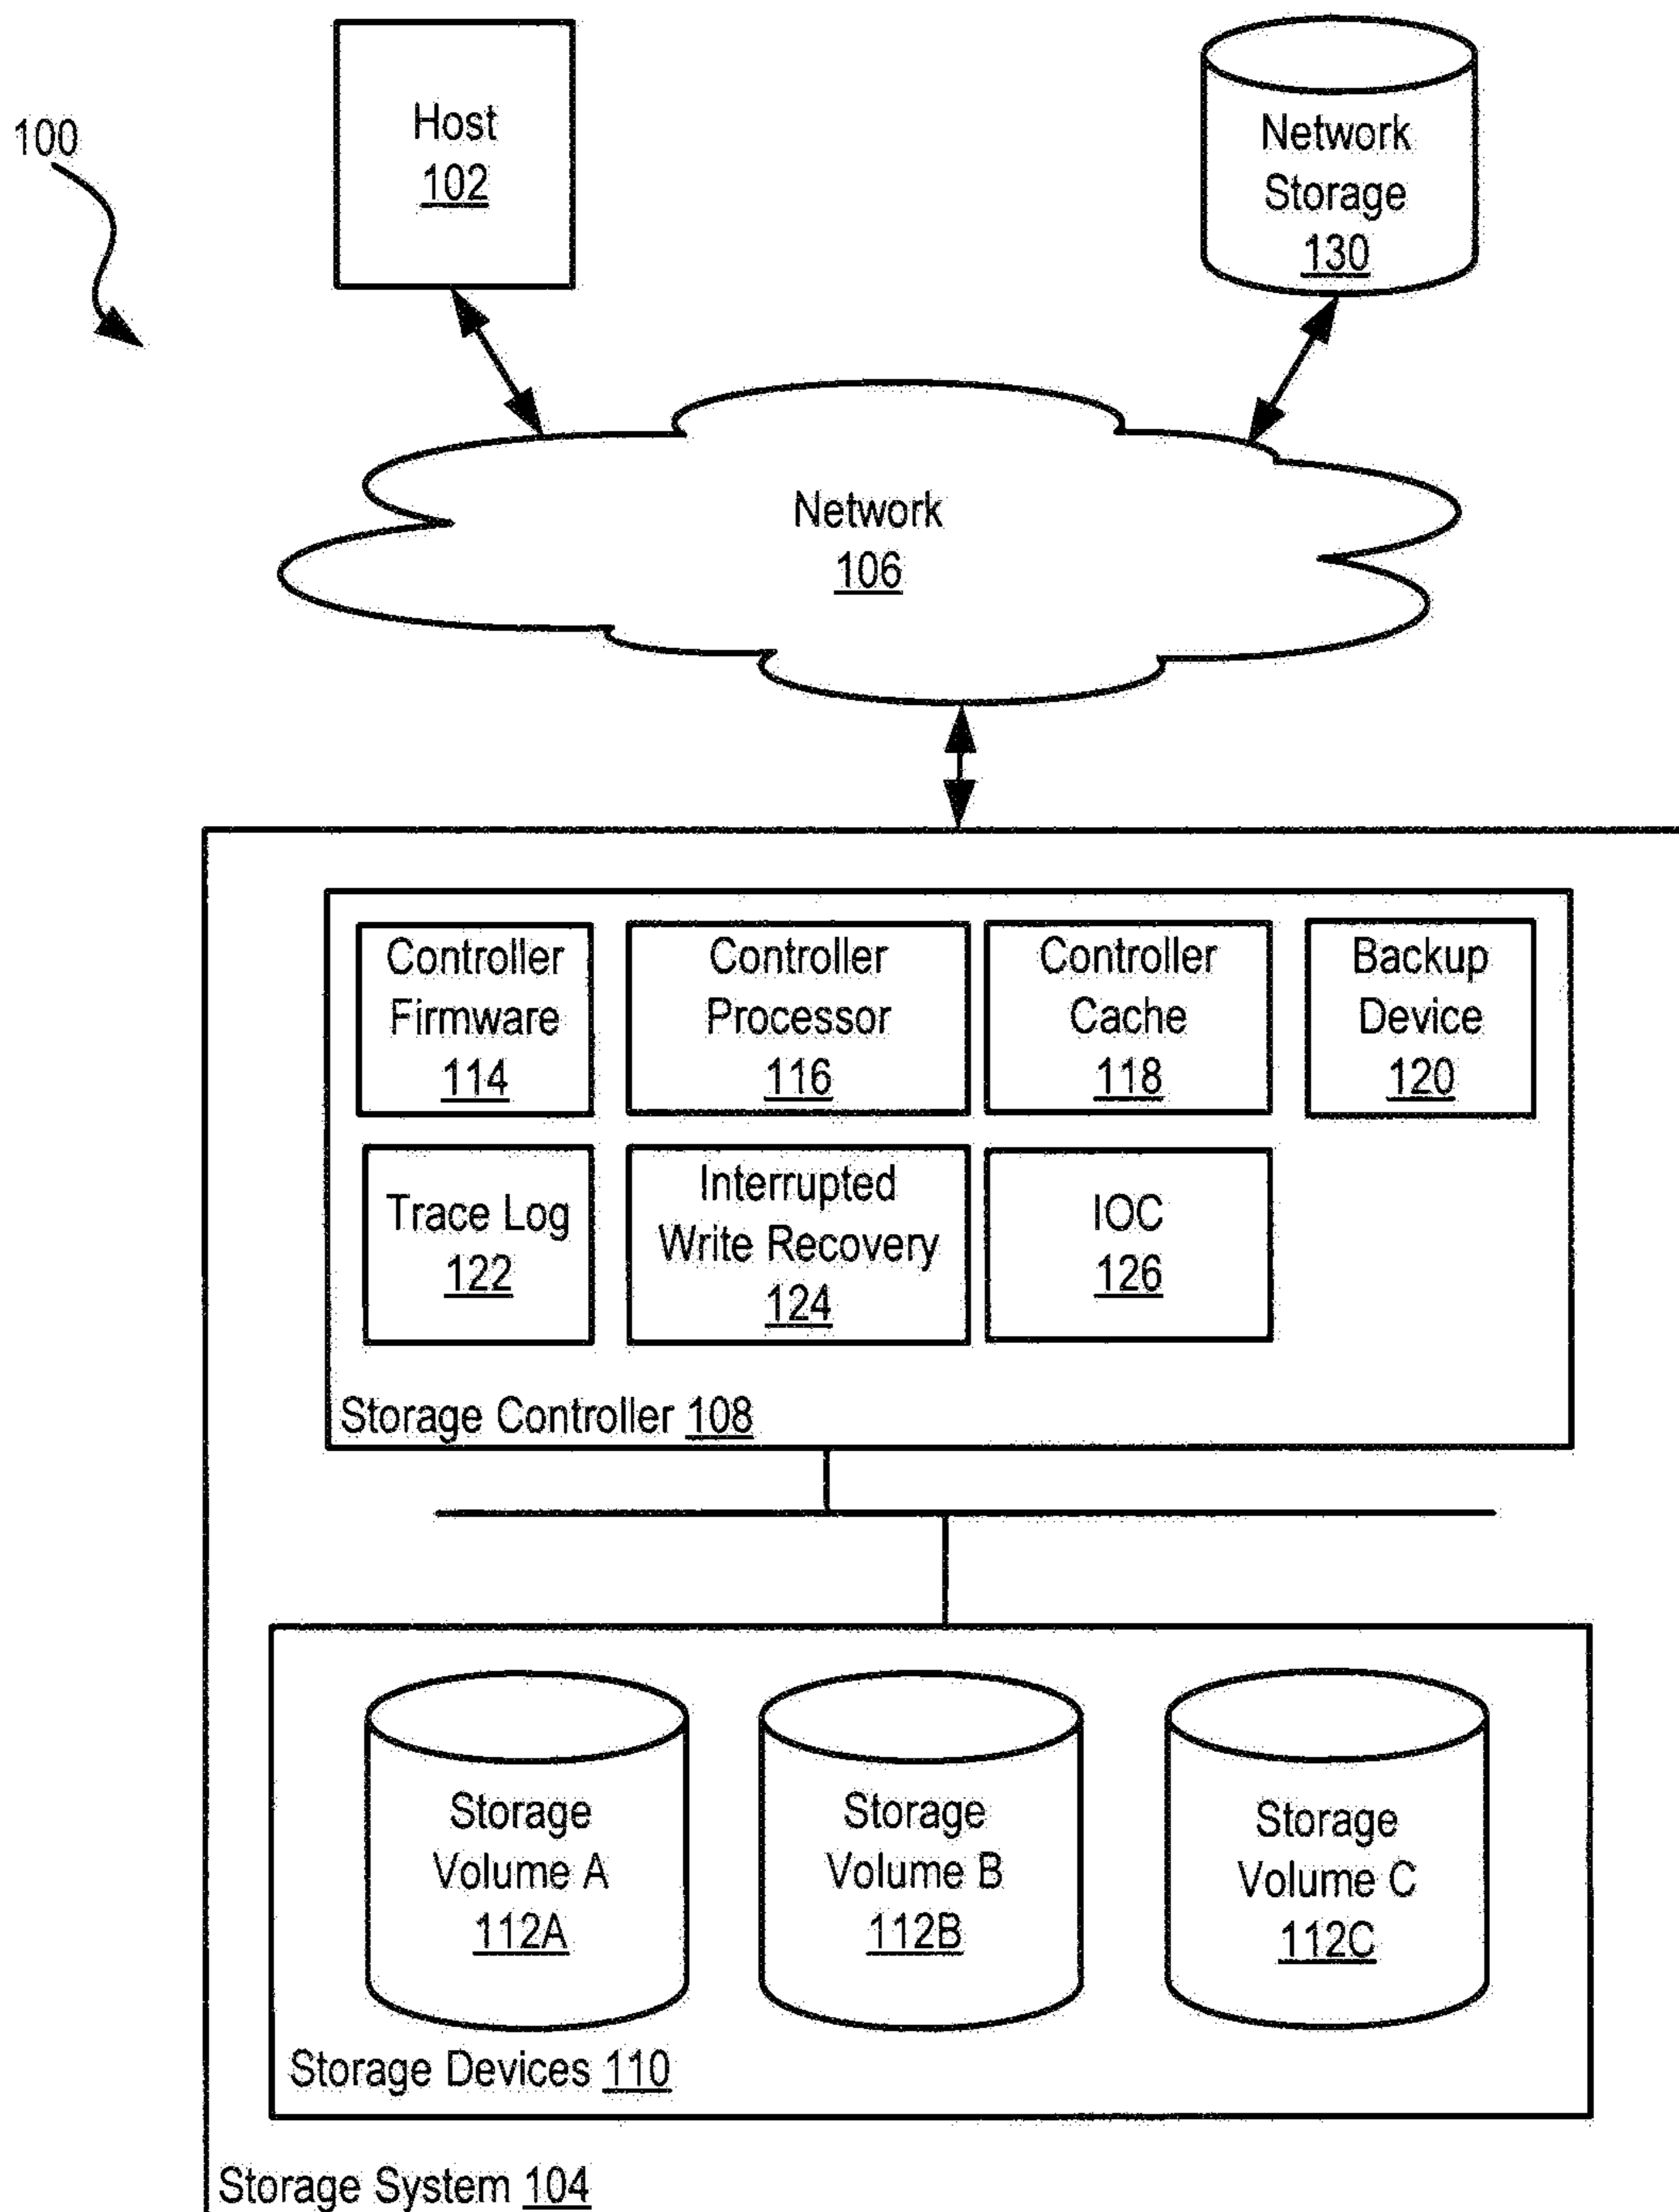 100
Host
102
Network
Storage
130
Network
106
Controller
Firmware
114
Controller
Processor
116
Controller
Cache
118
Backup
Device
120
Trace Log
122
Interrupted
Write Recovery
124
IOC
126
Storage Controller 108
Storage
Volume A
112A
Storage
Volume B
112B
Storage
Volume C
112C
Storage Devices 110
Storage System 104